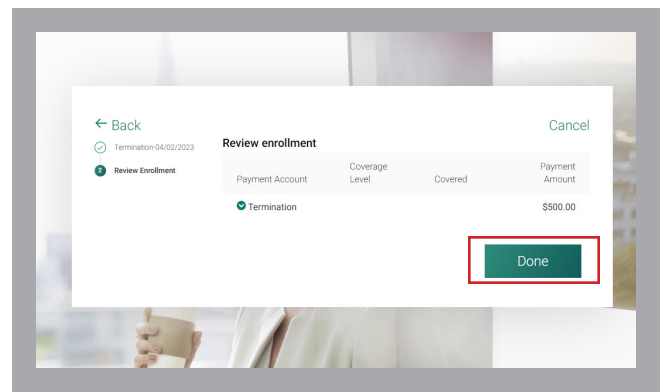 ← Back
Cancel
Termination-04/02/2023
2 Review Enrollment
Review enrollment
Payment Account Coverage Level Covered Payment Amount
Termination $500.00
Done